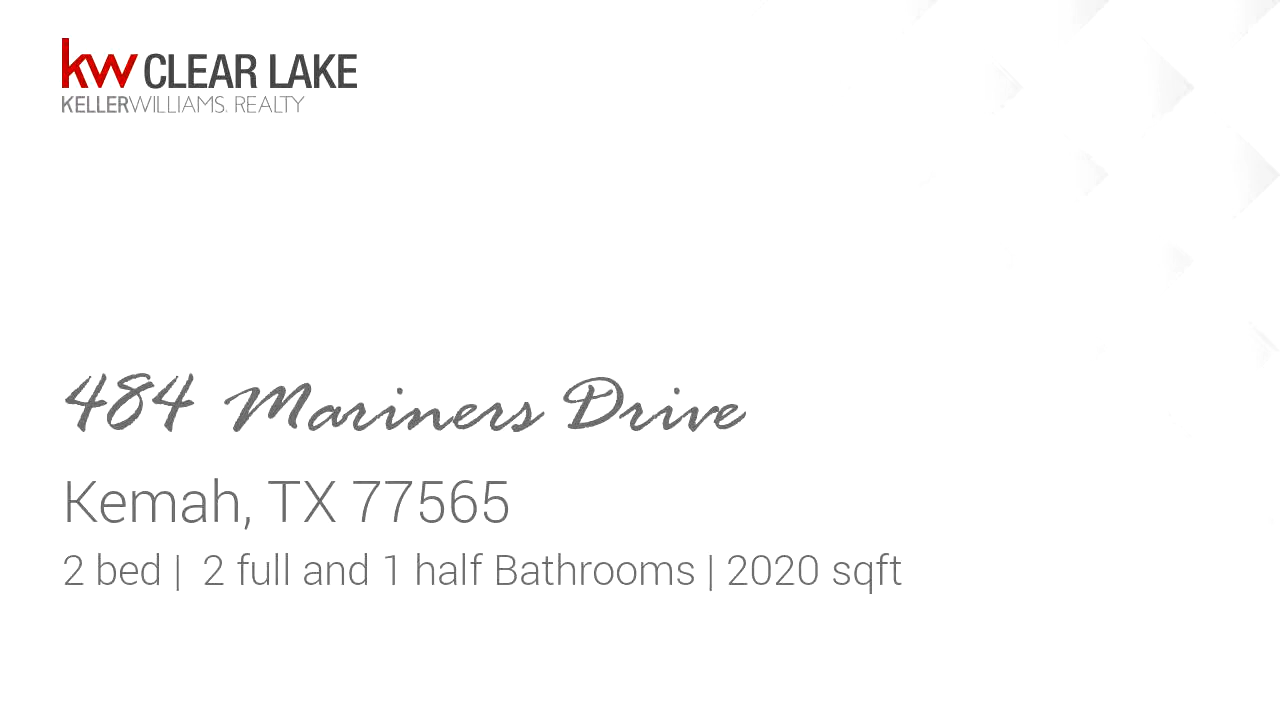 kw CLEAR LAKE
KELLERWILLIAMS. REALTY
484 Mariners Drive
Kemah, TX 77565
2 bed | 2 full and 1 half Bathrooms | 2020 sqft